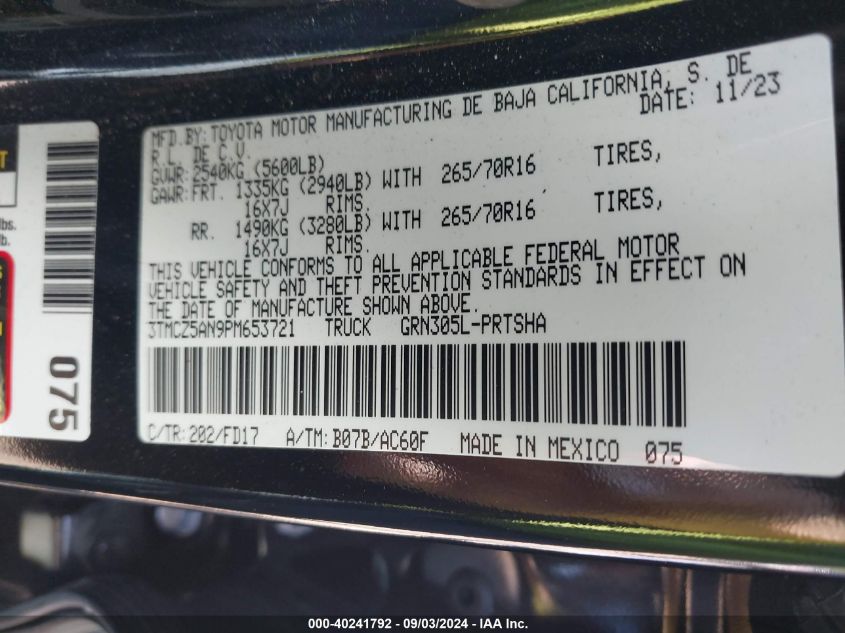 MFD.BY:TOYOTA MOTOR MANUFACTURING DE BAJA CALIFORNIA, S. DE
R.L. DE C.V. DATE: 11/23
GVWR:2540KG (5600LB)
GAWR:FRT. 1335KG (2940LB) WITH 265/70R16 TIRES,
16X7J RIMS.
RR. 1490KG (3280LB) WITH 265/70R16 TIRES,
16X7J RIMS.
THIS VEHICLE CONFORMS TO ALL APPLICABLE FEDERAL MOTOR
VEHICLE SAFETY AND THEFT PREVENTION STANDARDS IN EFFECT ON
THE DATE OF MANUFACTURE SHOWN ABOVE.
3TMCZ5AN9PM653721 TRUCK GRN305L-PRTSHA
C/TR:202/FD17 A/TM:B07B/AC60F MADE IN MEXICO 075
T
lbs.
lb.
075
000-40241792 - 09/03/2024 - IAA Inc.